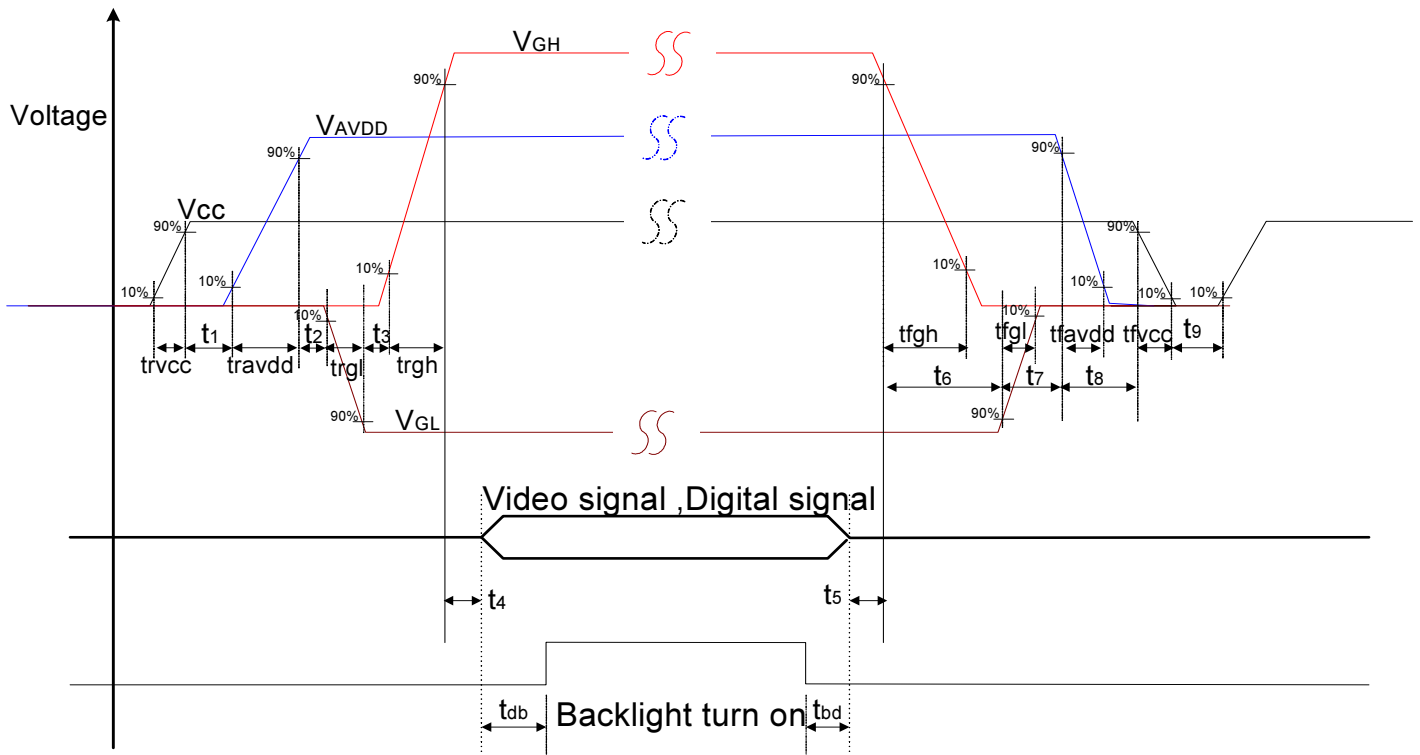 VGH
90%
90%
Voltage
VAVDD
90%
90%
Vcc
90%
90%
10%
10%
10%
10%
10%
10%
10%
10%
10%
t1
t2
t3
tfgh
tfgl
tfavdd
tfvcc
t9
trvcc
travdd
trgl
trgh
t6
t7
t8
90%
VGL
90%
Video signal ,Digital signal
t4
t5
tdb
Backlight turn on
tbd